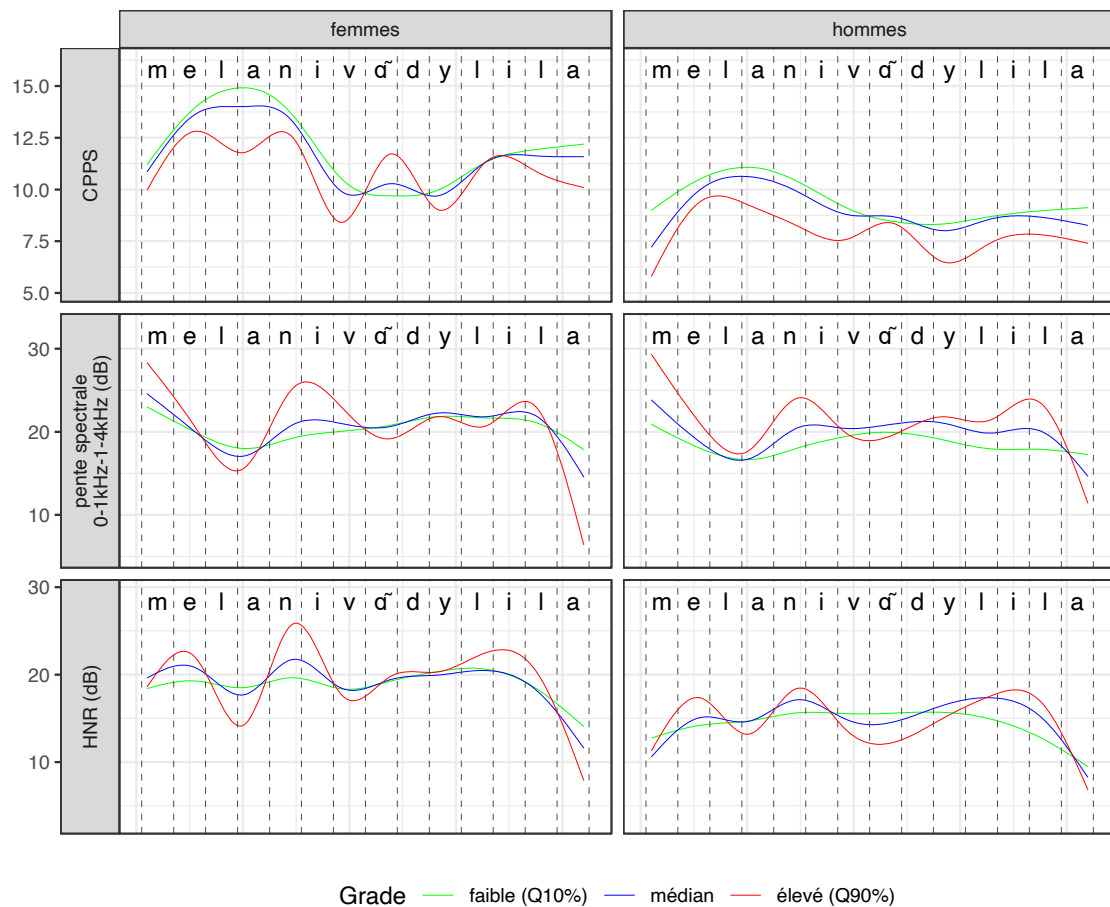 femmes hommes
m e l a n i v ɑ̃ d y l i l a m e l a n i v ɑ̃ d y l i l a
CPPS
15.0
12.5
10.0
7.5
5.0
m e l a n i v ɑ̃ d y l i l a m e l a n i v ɑ̃ d y l i l a
pente spectrale
0-1kHz-1-4kHz (dB)
30
20
10
m e l a n i v ɑ̃ d y l i l a m e l a n i v ɑ̃ d y l i l a
HNR (dB)
30
20
10
Grade faible (Q10%) médian élevé (Q90%)